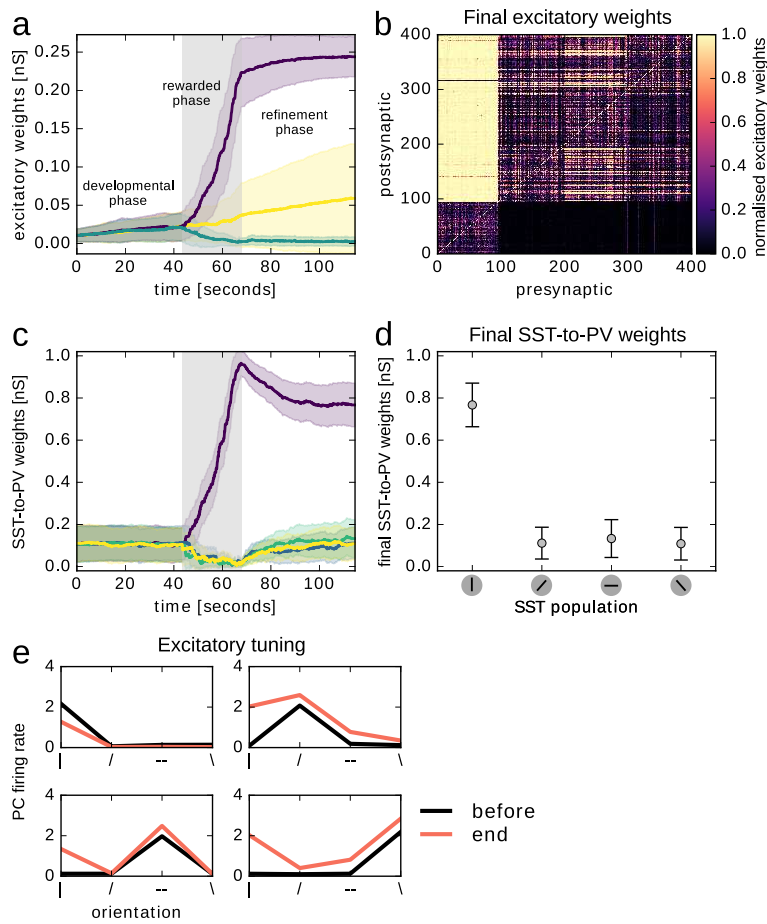 a
excitatory weights [nS]
0.25
0.20
0.15
0.10
0.05
0.00
rewarded
phase
refinement
phase
developmental
phase
0 20 40 60 80 100
time [seconds]
b
Final excitatory weights
postsynaptic
400
300
200
100
0
0 100 200 300 400
presynaptic
1.0
0.8
0.6
0.4
0.2
0.0
normalised excitatory weights
c
SST-to-PV weights [nS]
1.0
0.8
0.6
0.4
0.2
0.0
0 20 40 60 80 100
time [seconds]
d
Final SST-to-PV weights
final SST-to-PV weights [nS]
1.0
0.8
0.6
0.4
0.2
0.0
| / — \
SST population
e
Excitatory tuning
PC firing rate
4
2
0
| / -- \
4
2
0
| / -- \
4
2
0
| / -- \
orientation
4
2
0
| / -- \
before
end